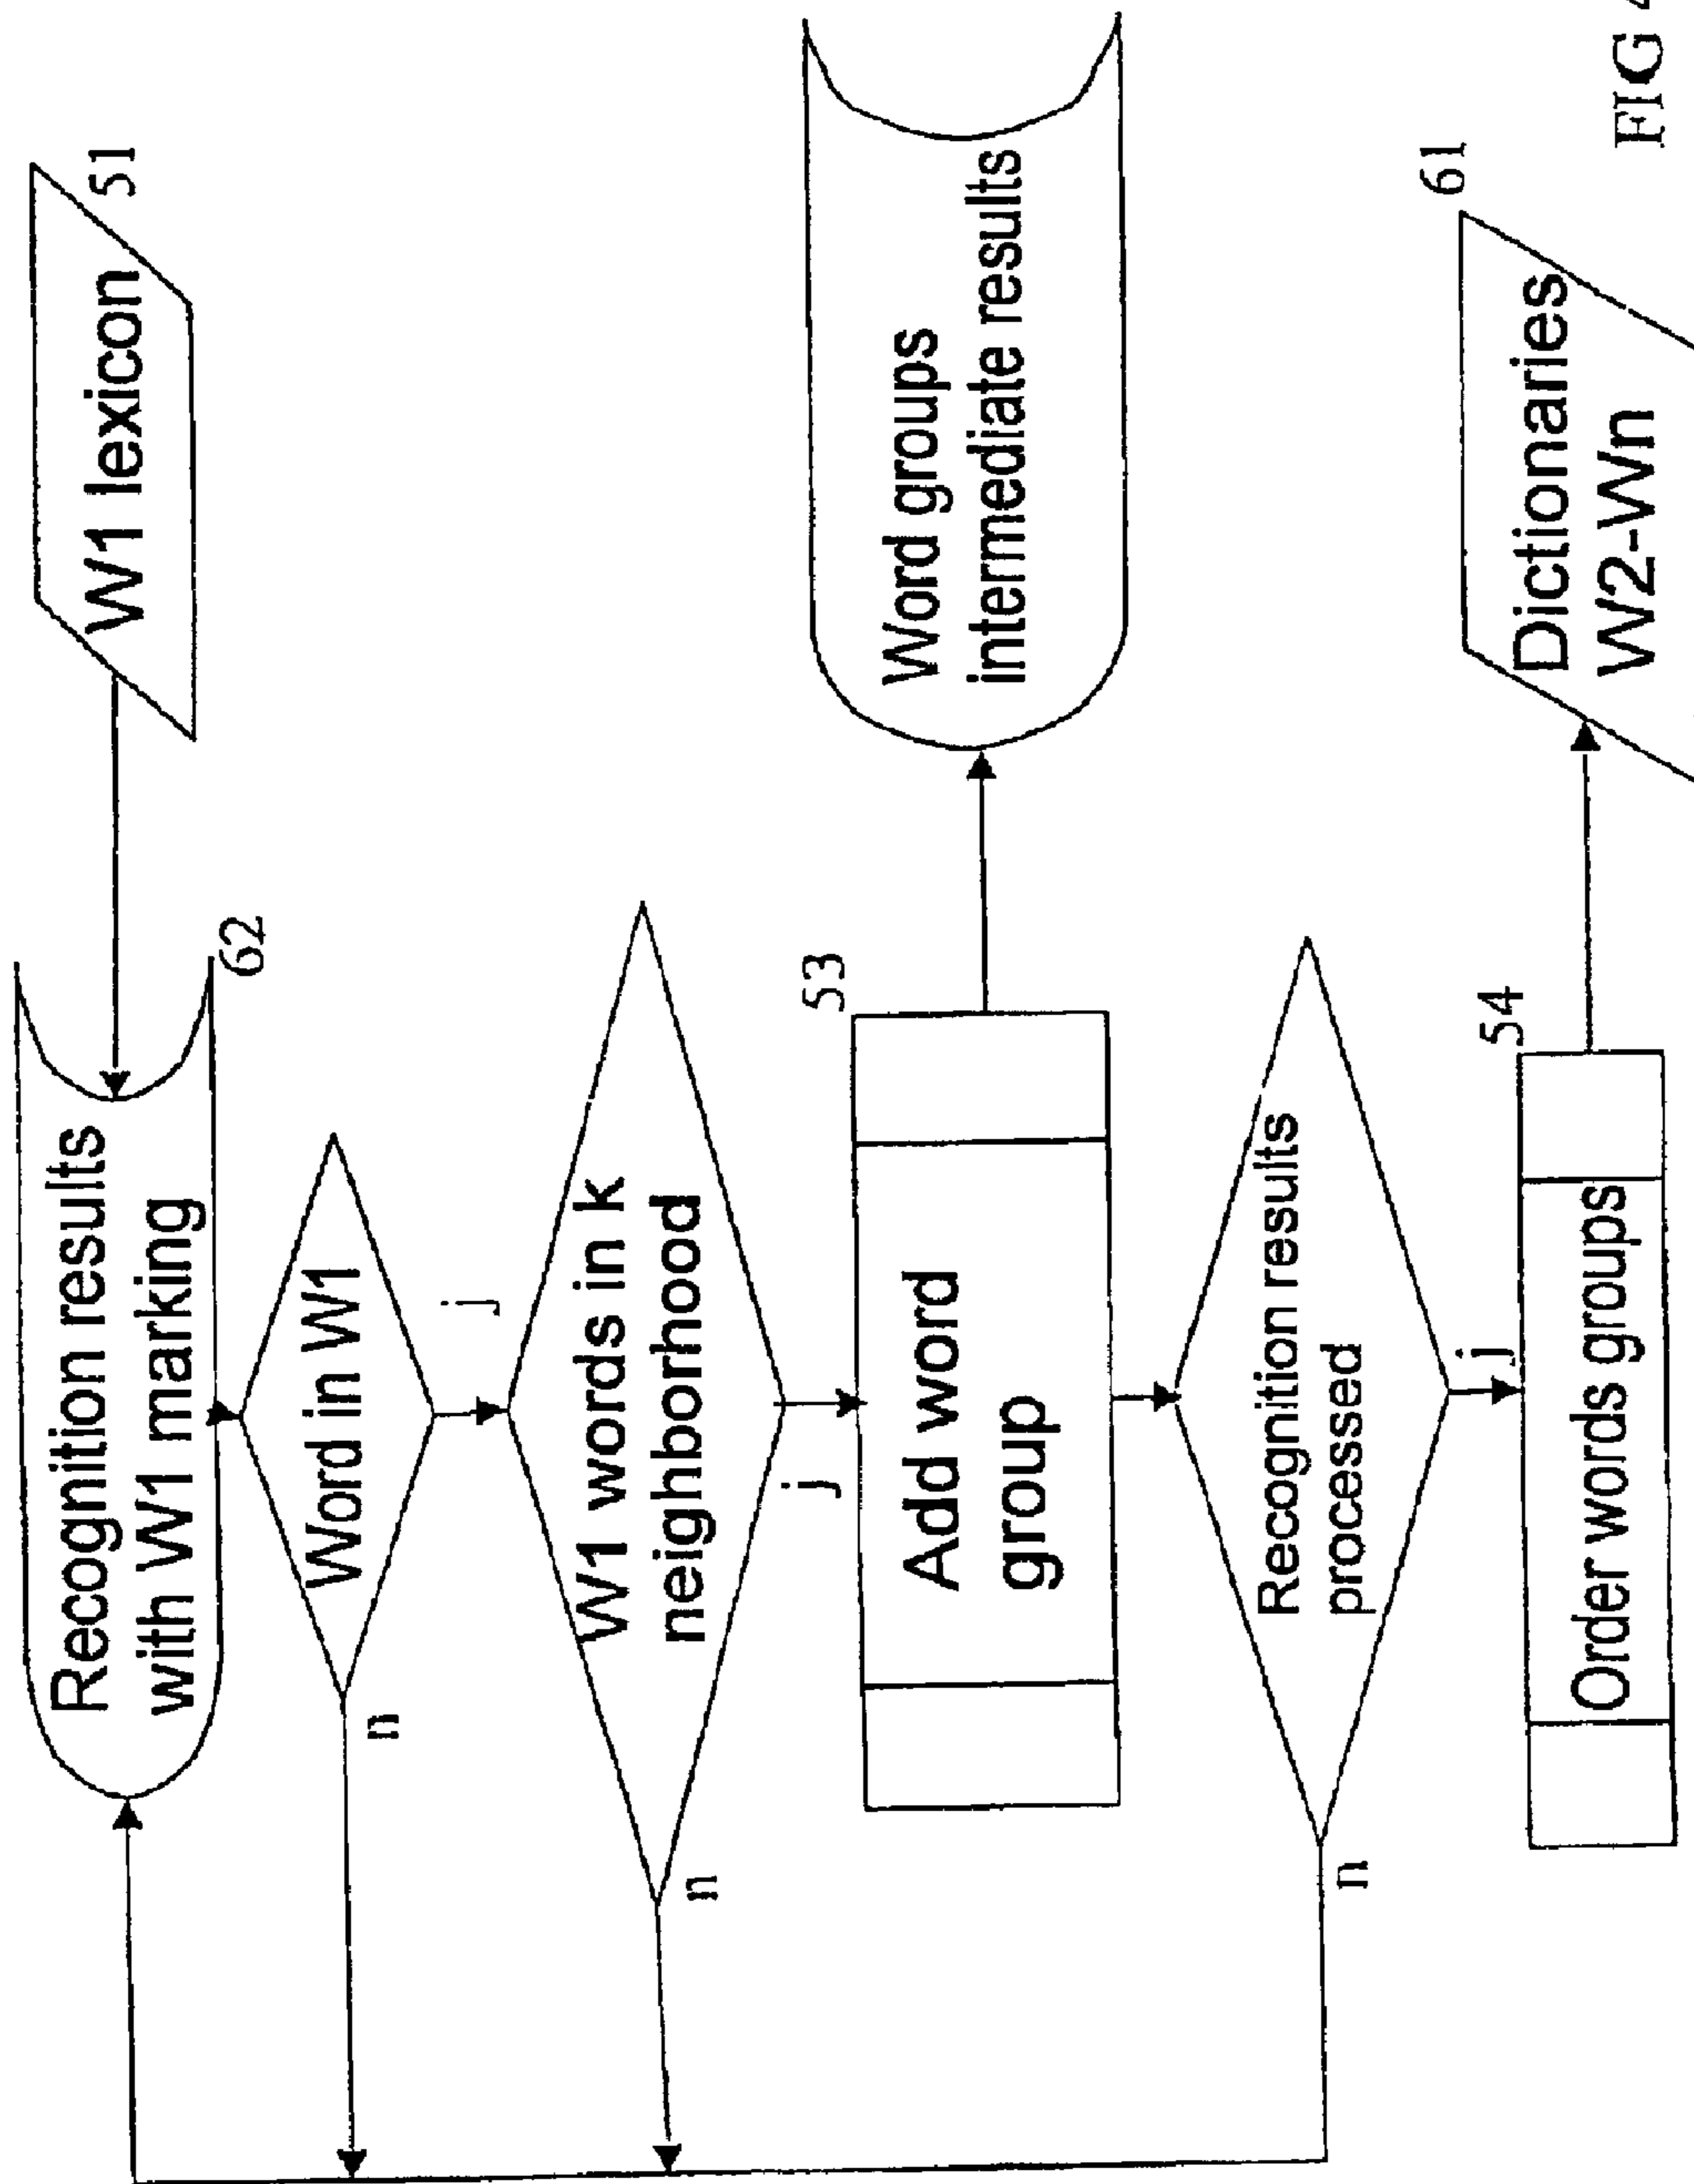 Recognition results
with W1 marking
62
W1 lexicon
51
Word in W1
n
j
W1 words in k
neighborhood
n
j
Add word
group
53
Word groups
intermediate results
Recognition results
processed
n
j
Order words groups
54
Dictionaries
W2-Wn
61
FIG 4